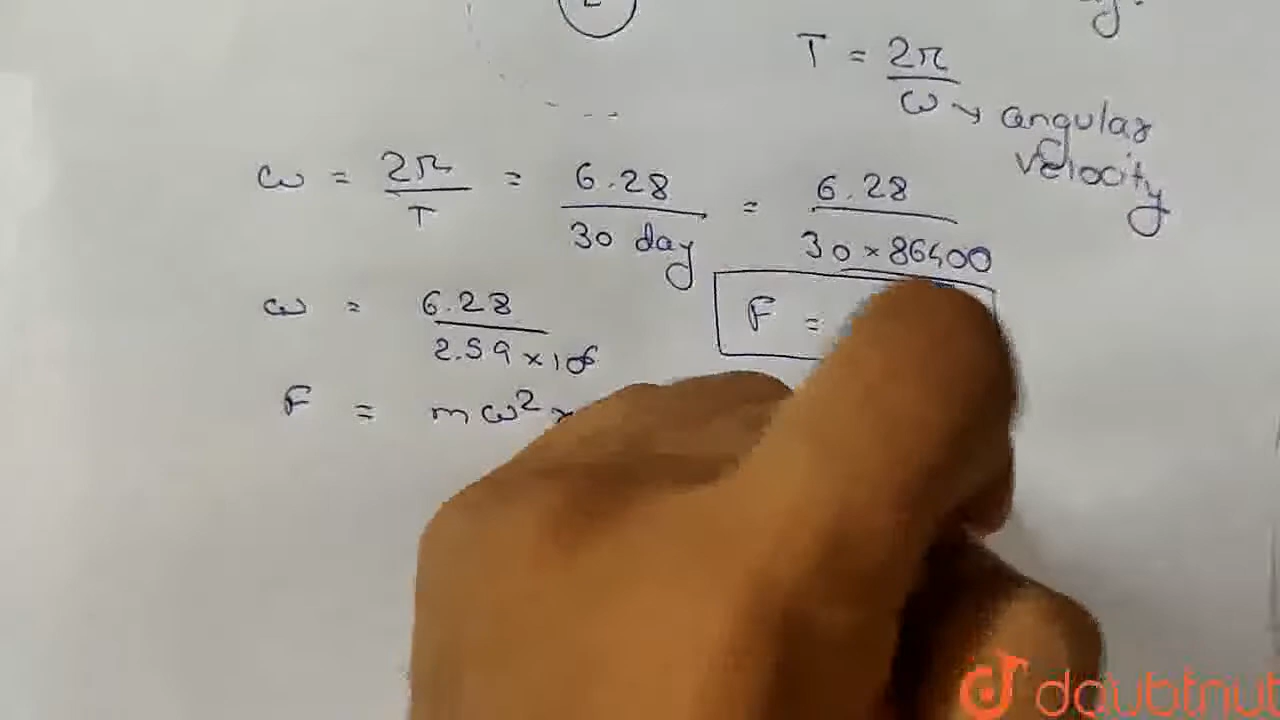 T = 2π / ω → angular velocity
ω = 2π / T = 6.28 / 30 day = 6.28 / 30 × 86400
ω = 6.28 / 2.59 × 10⁶
F =
F = mω²
doubtnut